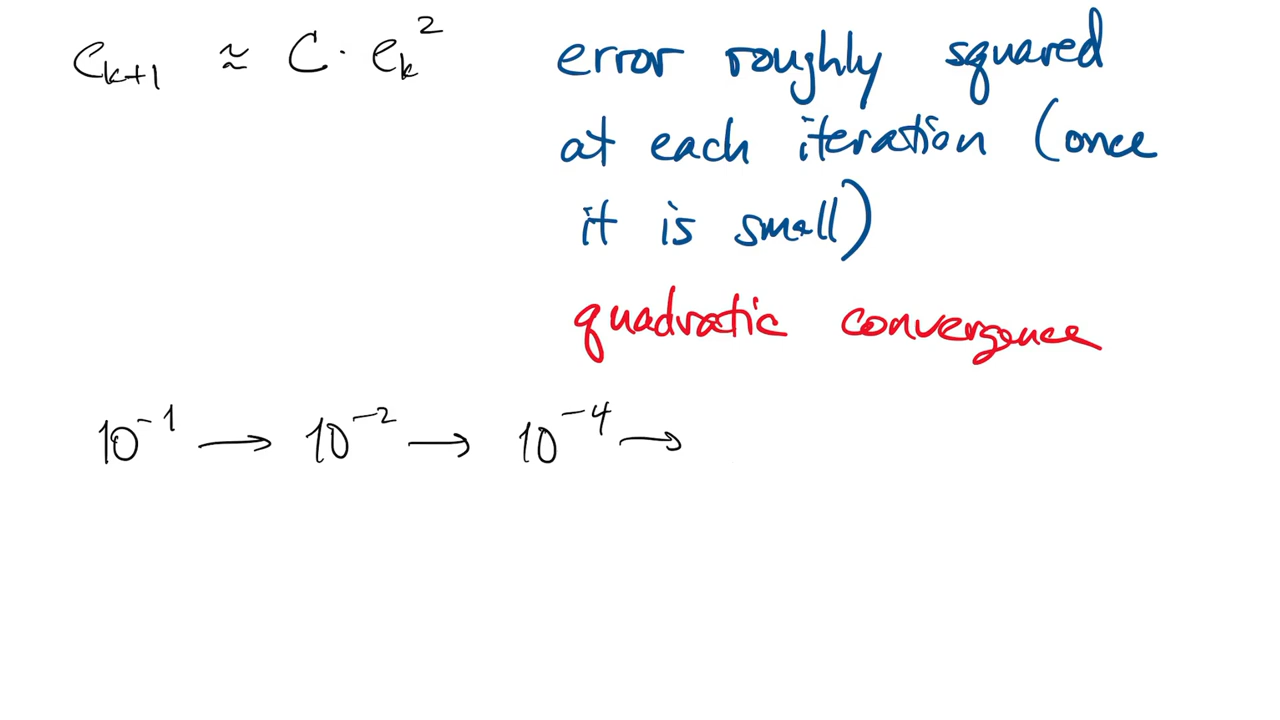 e_{k+1} ≈ C · e_k^2 error roughly squared
at each iteration (once
it is small)
quadratic convergence
10^{-1} → 10^{-2} → 10^{-4} →